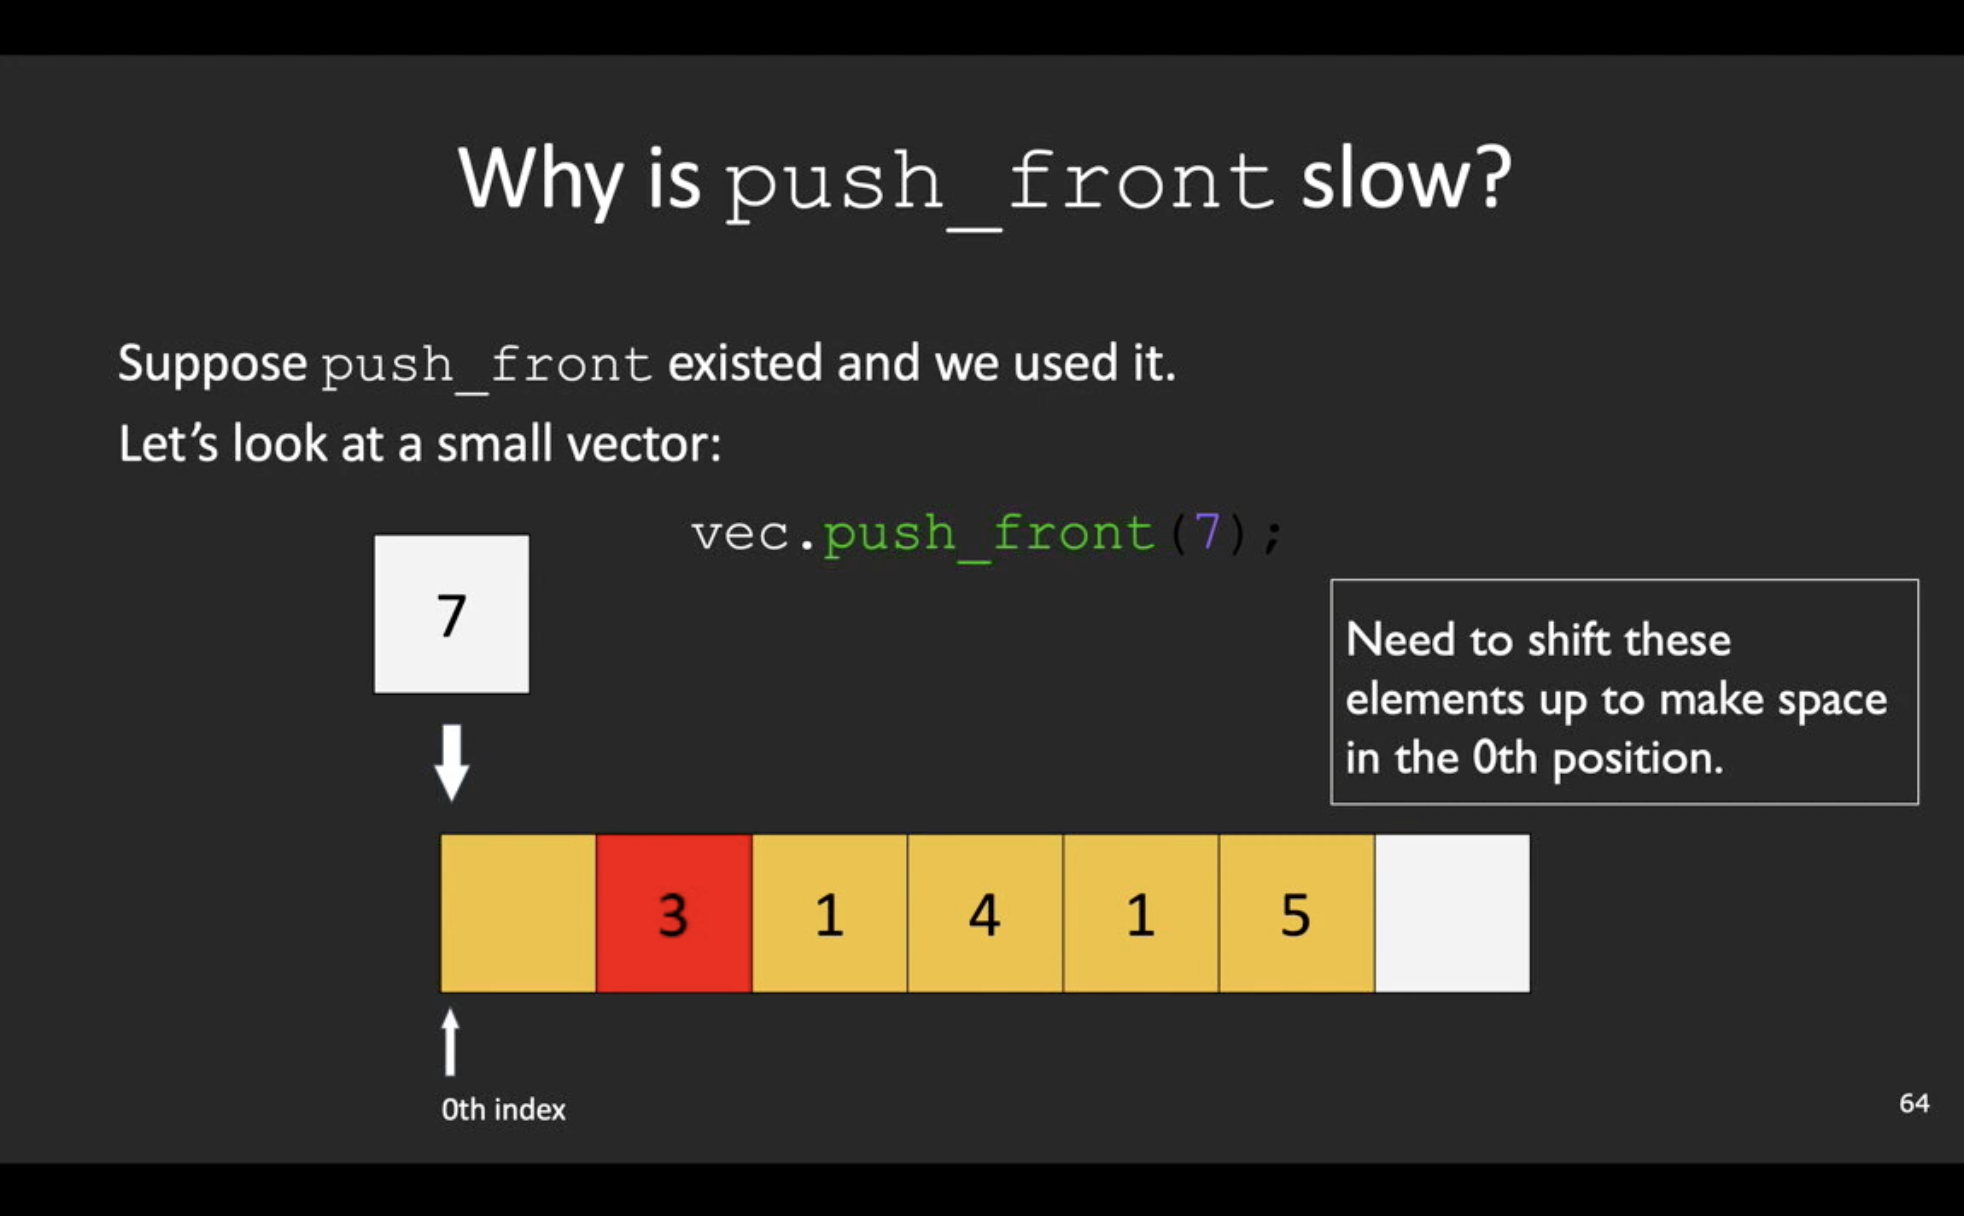 Why is push_front slow?
Suppose push_front existed and we used it.
Let's look at a small vector:
vec.push_front(7);
7
Need to shift these
elements up to make space
in the 0th position.
3 1 4 1 5
0th index
64